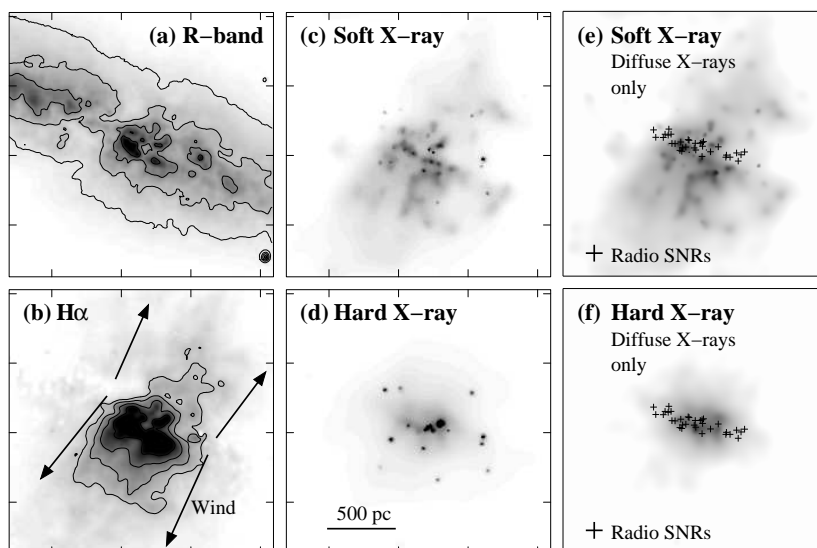 (a) R−band
(c) Soft X−ray
(e) Soft X−ray
Diffuse X−rays
only
+ Radio SNRs
(b) Hα
Wind
(d) Hard X−ray
500 pc
(f) Hard X−ray
Diffuse X−rays
only
+ Radio SNRs